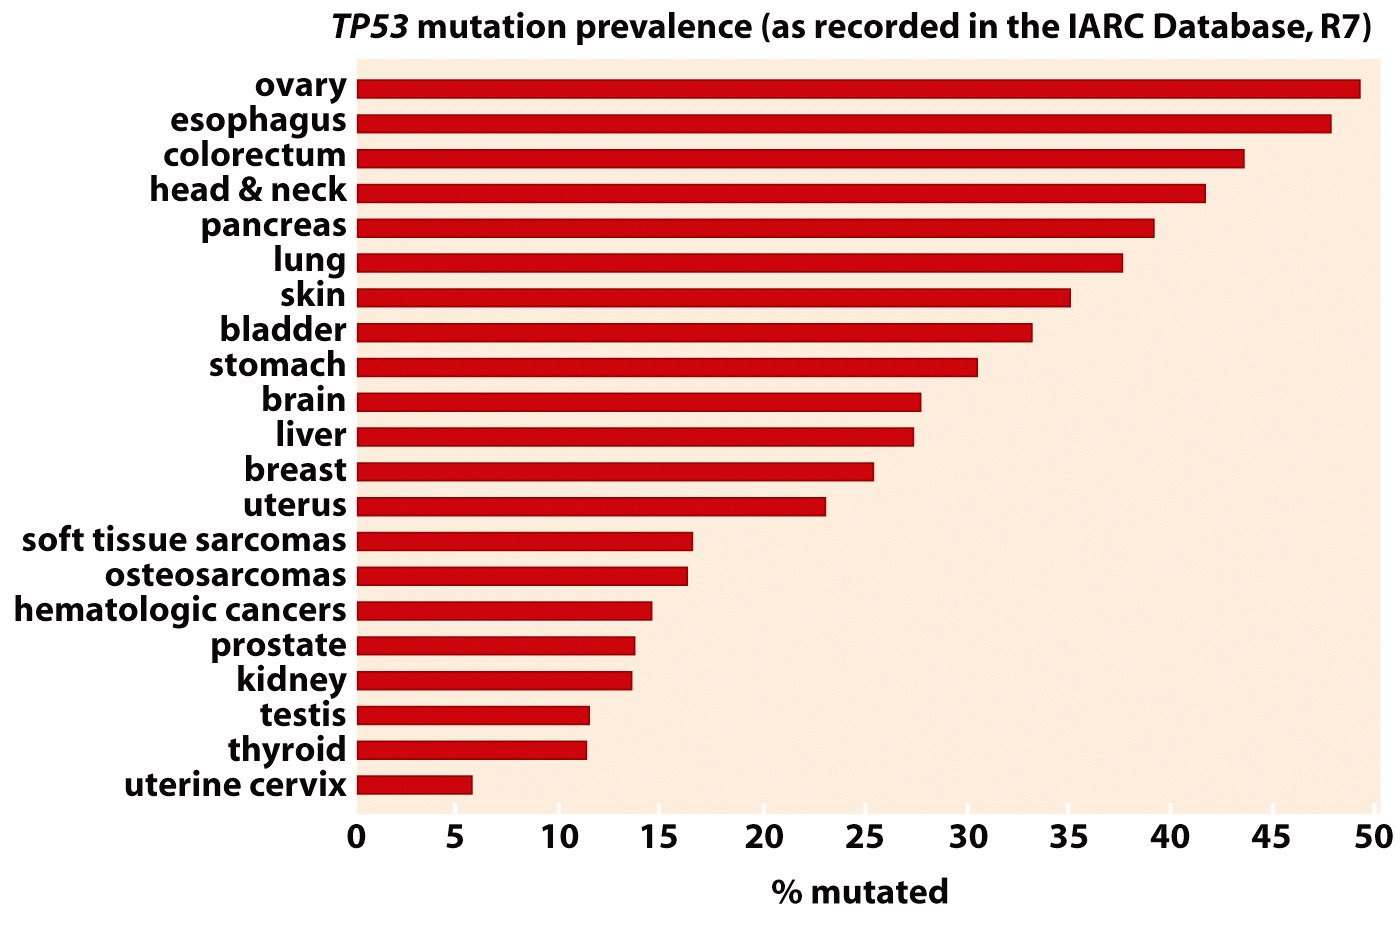 TP53 mutation prevalence (as recorded in the IARC Database, R7)
ovary
esophagus
colorectum
head & neck
pancreas
lung
skin
bladder
stomach
brain
liver
breast
uterus
soft tissue sarcomas
osteosarcomas
hematologic cancers
prostate
kidney
testis
thyroid
uterine cervix
0 5 10 15 20 25 30 35 40 45 50
% mutated